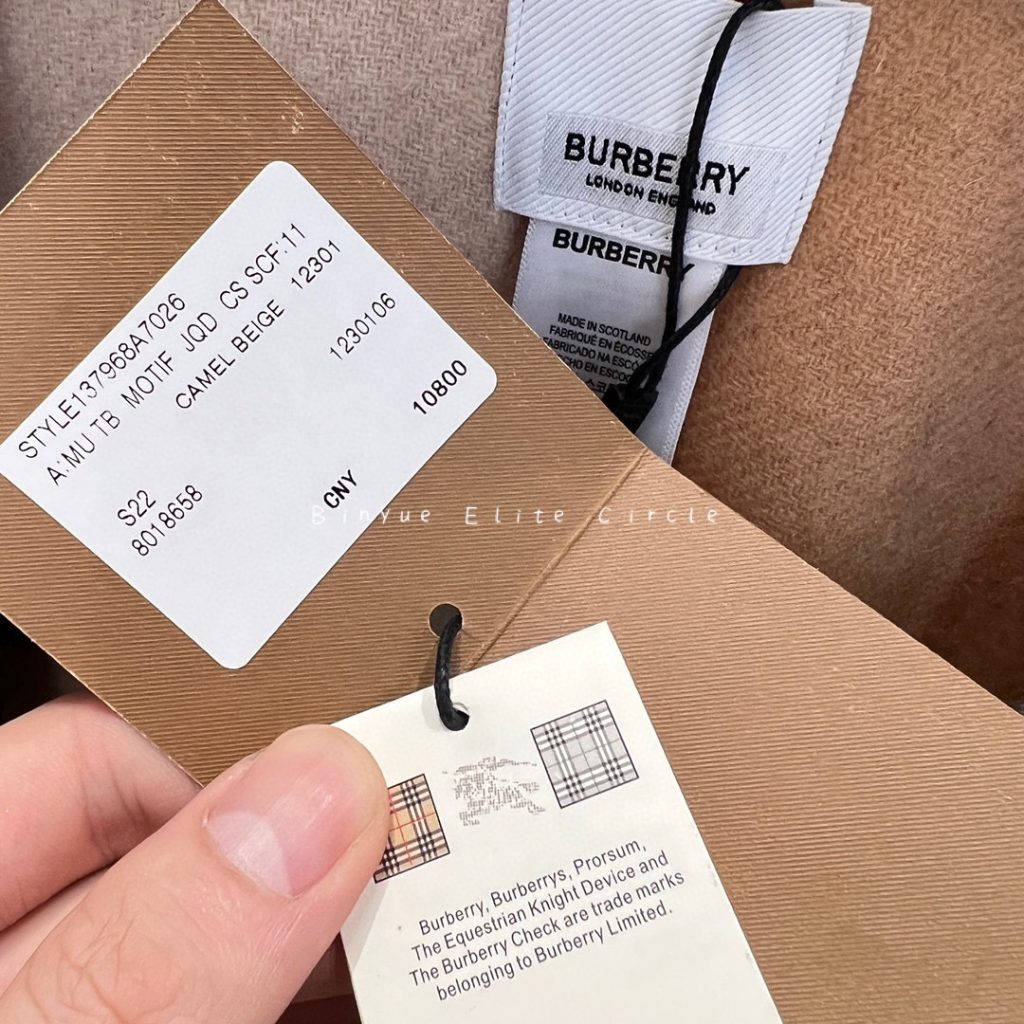 BURBERRY
LONDON ENGLAND
BURBERRY
MADE IN SCOTLAND
FABRIQUÉ EN ÉCOSSE
FABRICADO NA
STYLE137968A7026
A:MU TB MOTIF JQD CS SCF:11
CAMEL BEIGE 12301
1230106
S22
8018658
CNY 10800
Binyue Elite Circle
Burberry, Burberrys, Prorsum,
The Equestrian Knight Device and
The Burberry Check are trade marks
belonging to Burberry Limited.